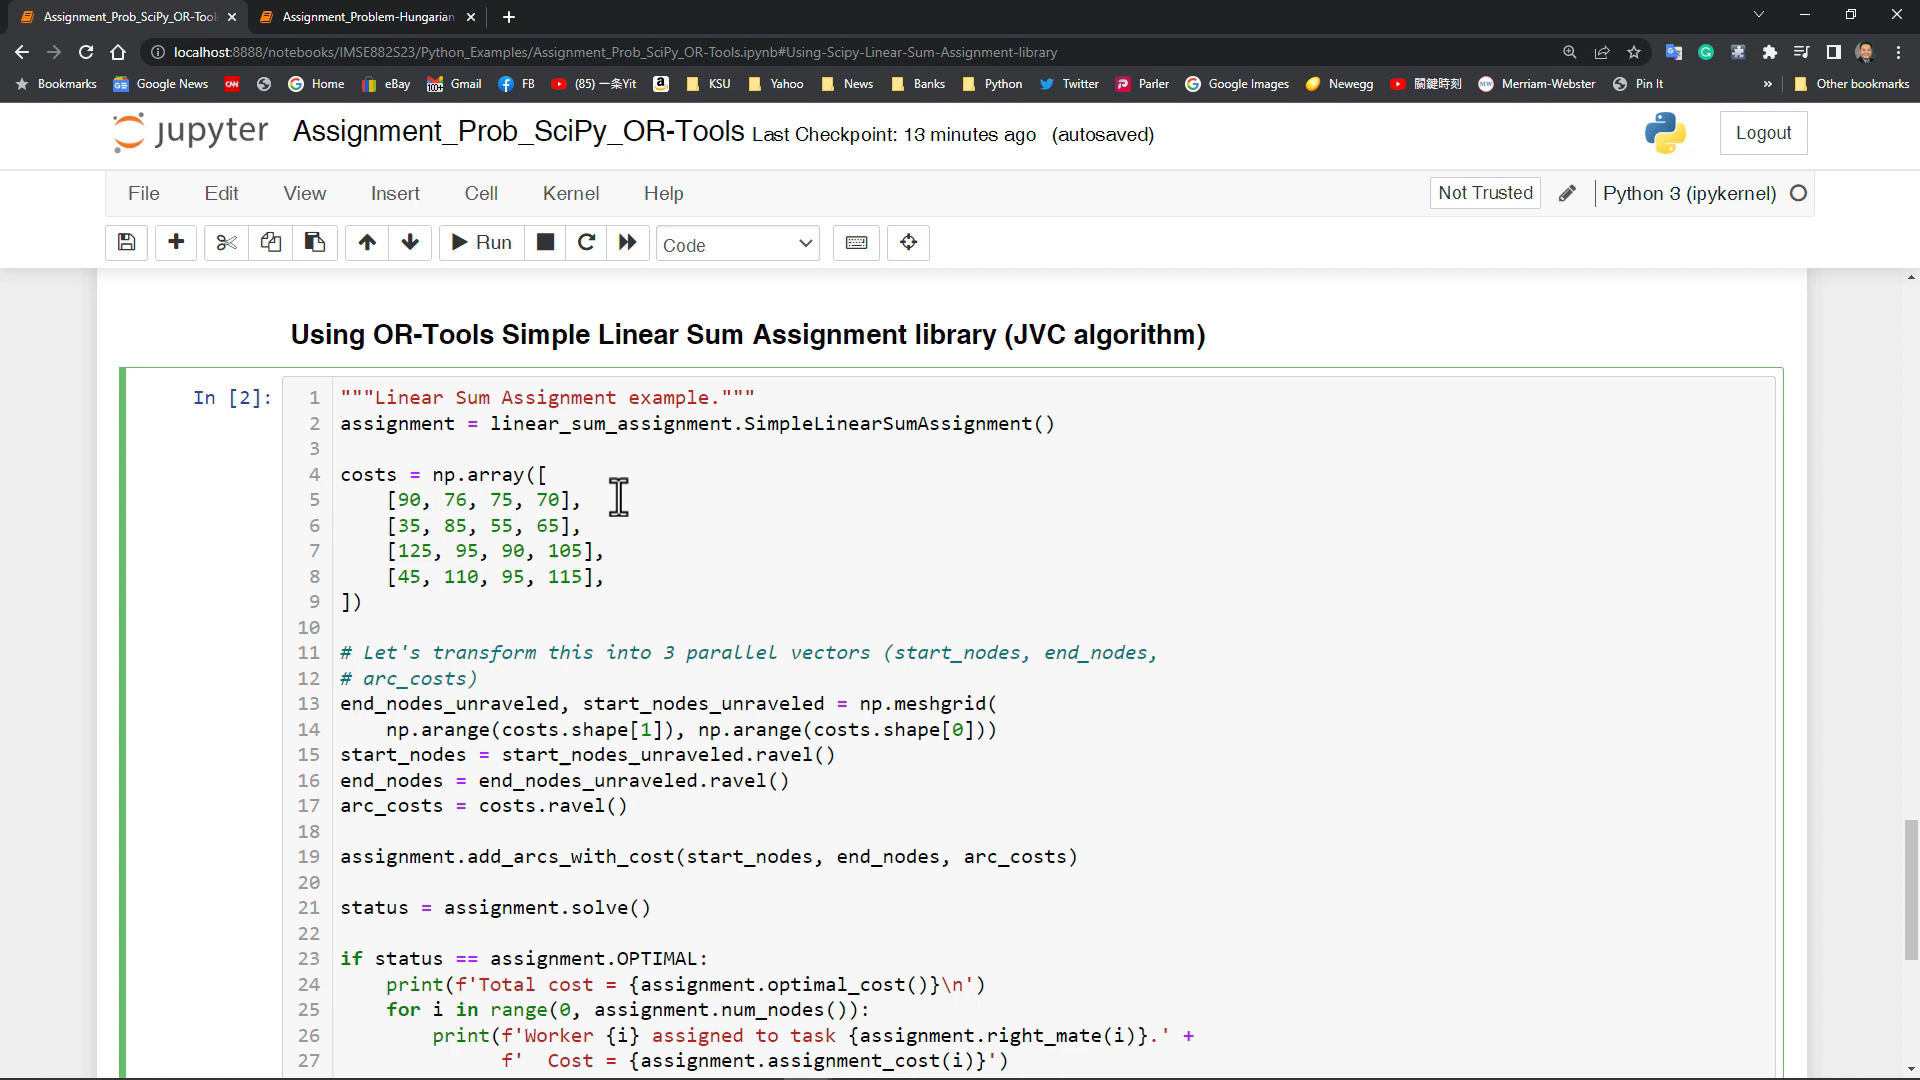 Assignment_Prob_SciPy_OR-Tool
Assignment_Problem-Hungarian
localhost:8888/notebooks/IMSE882S23/Python_Examples/Assignment_Prob_SciPy_OR-Tools.ipynb#Using-Scipy-Linear-Sum-Assignment-library
Bookmarks Google News CNN Home eBay 100+ Gmail FB (85) 一条Yit KSU Yahoo News Banks Python Twitter Parler Google Images Newegg 關鍵時刻 Merriam-Webster Pin It » Other bookmarks
jupyter Assignment_Prob_SciPy_OR-Tools Last Checkpoint: 13 minutes ago (autosaved) Logout
File Edit View Insert Cell Kernel Help Not Trusted Python 3 (ipykernel)
Run Code
Using OR-Tools Simple Linear Sum Assignment library (JVC algorithm)
In [2]: 1 """Linear Sum Assignment example."""
2 assignment = linear_sum_assignment.SimpleLinearSumAssignment()
3
4 costs = np.array([
5 [90, 76, 75, 70],
6 [35, 85, 55, 65],
7 [125, 95, 90, 105],
8 [45, 110, 95, 115],
9 ])
10
11 # Let's transform this into 3 parallel vectors (start_nodes, end_nodes,
12 # arc_costs)
13 end_nodes_unraveled, start_nodes_unraveled = np.meshgrid(
14 np.arange(costs.shape[1]), np.arange(costs.shape[0]))
15 start_nodes = start_nodes_unraveled.ravel()
16 end_nodes = end_nodes_unraveled.ravel()
17 arc_costs = costs.ravel()
18
19 assignment.add_arcs_with_cost(start_nodes, end_nodes, arc_costs)
20
21 status = assignment.solve()
22
23 if status == assignment.OPTIMAL:
24 print(f'Total cost = {assignment.optimal_cost()}\n')
25 for i in range(0, assignment.num_nodes()):
26 print(f'Worker {i} assigned to task {assignment.right_mate(i)}.' +
27 f' Cost = {assignment.assignment_cost(i)}')